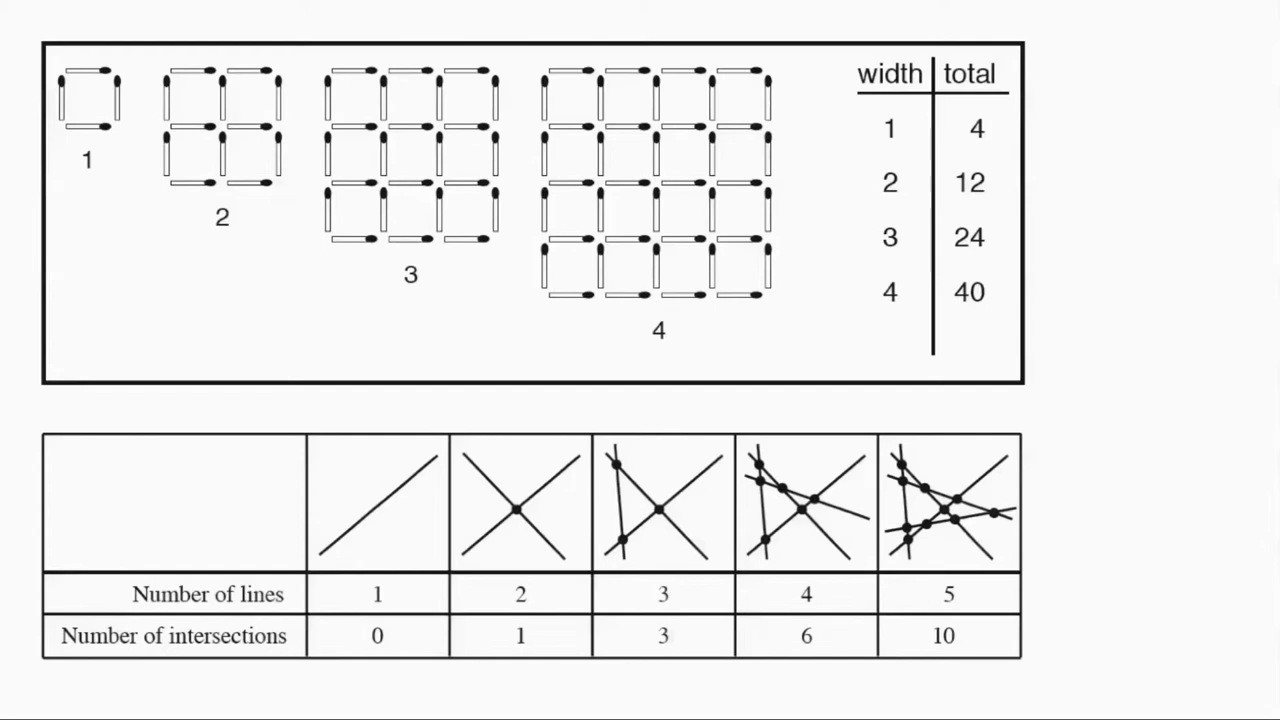 width total
1 4
2 12
3 24
4 40
1
2
3
4
Number of lines 1 2 3 4 5
Number of intersections 0 1 3 6 10